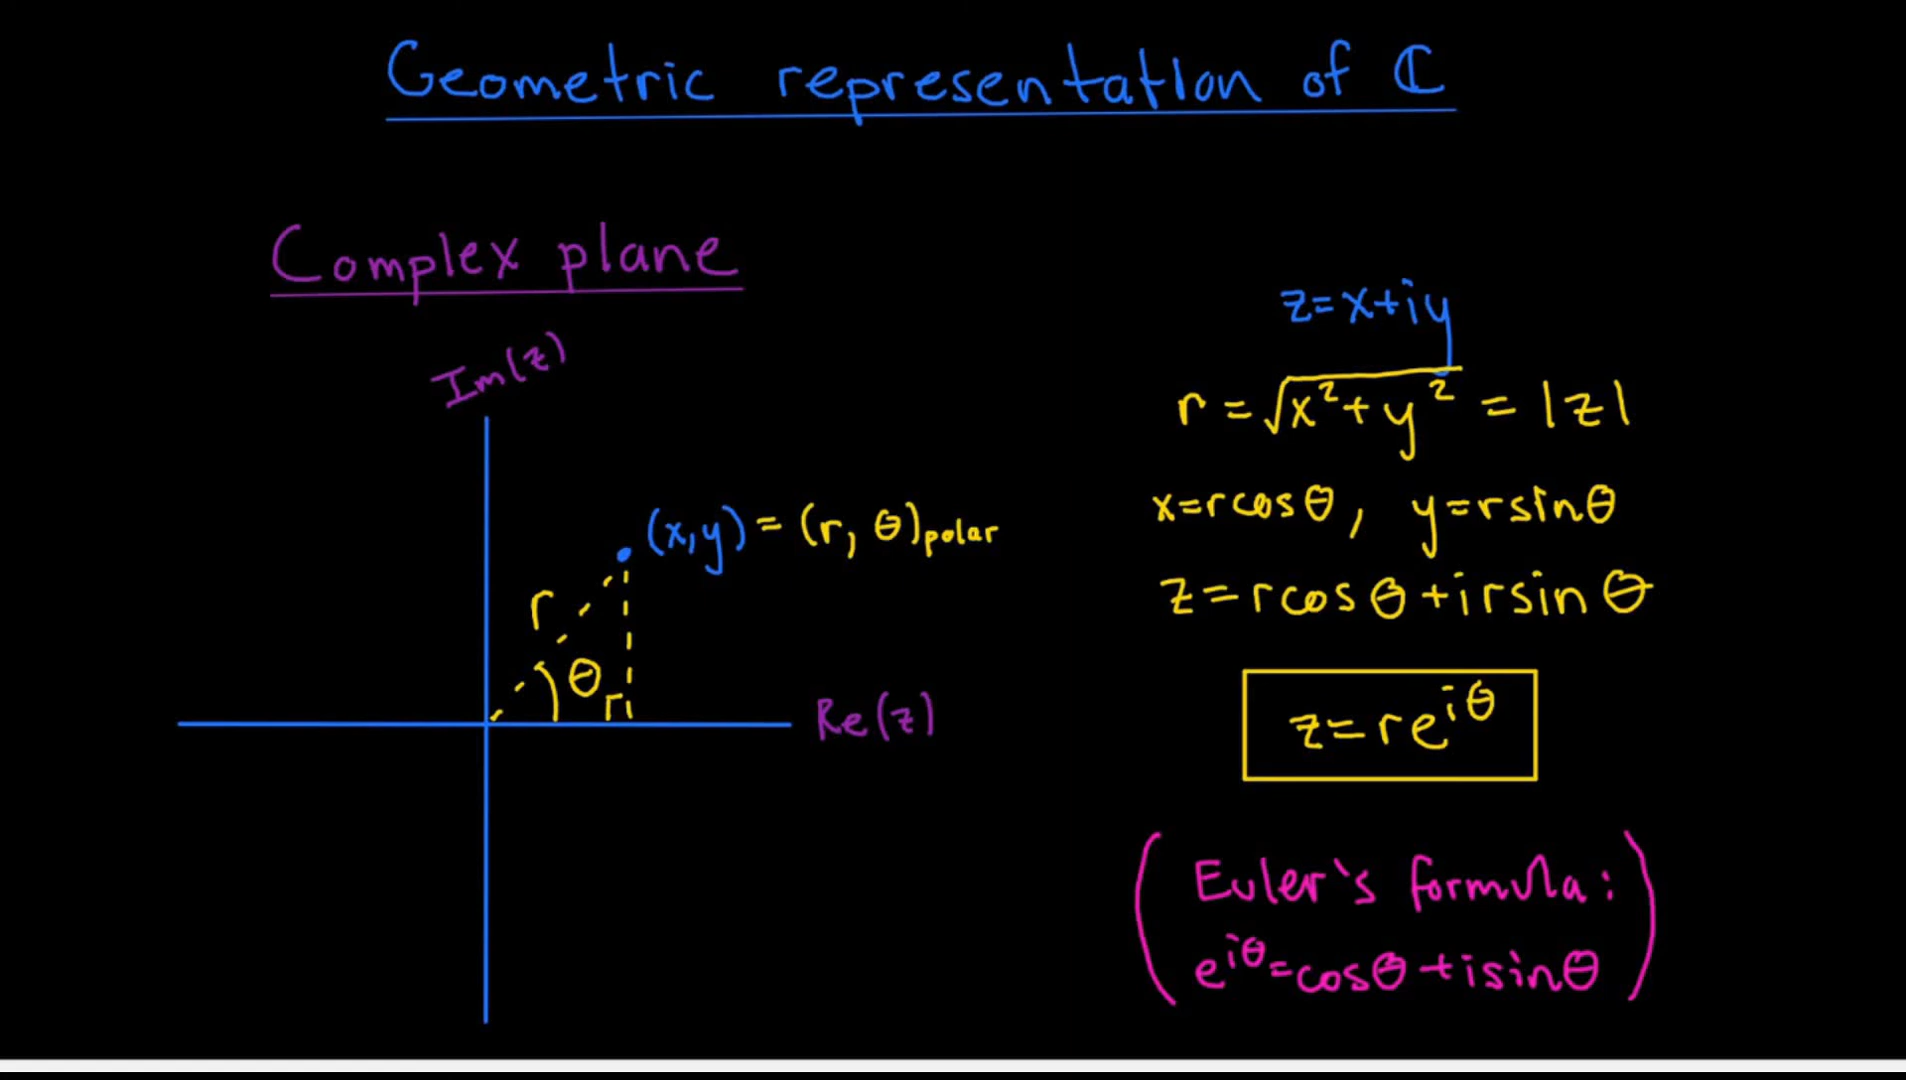 Geometric representation of ℂ
Complex plane
Im(z)
(x,y) = (r, θ)polar
r
θ
Re(z)
z=x+iy
r = √x²+y² = |z|
x=rcosθ, y=rsinθ
z=rcosθ+irsinθ
z=re^{iθ}
(Euler's formula:
e^{iθ}=cosθ+isinθ)